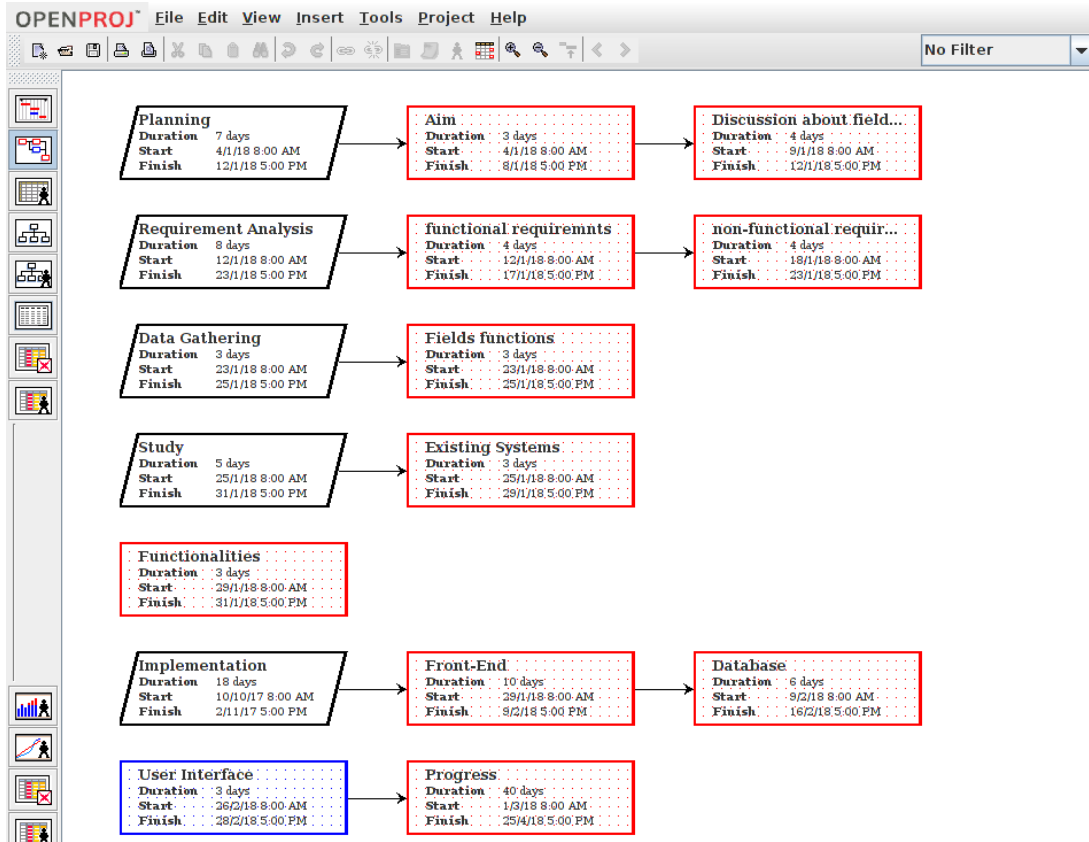 OPENPROJ™ File Edit View Insert Tools Project Help
No Filter
Planning
Duration 7 days
Start 4/1/18 8:00 AM
Finish 12/1/18 5:00 PM
Aim
Duration 3 days
Start 4/1/18 8:00 AM
Finish 8/1/18 5:00 PM
Discussion about field...
Duration 4 days
Start 9/1/18 8:00 AM
Finish 12/1/18 5:00 PM
Requirement Analysis
Duration 8 days
Start 12/1/18 8:00 AM
Finish 23/1/18 5:00 PM
functional requiremnts
Duration 4 days
Start 12/1/18 8:00 AM
Finish 17/1/18 5:00 PM
non-functional requir...
Duration 4 days
Start 18/1/18 8:00 AM
Finish 23/1/18 5:00 PM
Data Gathering
Duration 3 days
Start 23/1/18 8:00 AM
Finish 25/1/18 5:00 PM
Fields functions
Duration 3 days
Start 23/1/18 8:00 AM
Finish 25/1/18 5:00 PM
Study
Duration 5 days
Start 25/1/18 8:00 AM
Finish 31/1/18 5:00 PM
Existing Systems
Duration 3 days
Start 25/1/18 8:00 AM
Finish 29/1/18 5:00 PM
Functionalities
Duration 3 days
Start 29/1/18 8:00 AM
Finish 31/1/18 5:00 PM
Implementation
Duration 18 days
Start 10/10/17 8:00 AM
Finish 2/11/17 5:00 PM
Front-End
Duration 10 days
Start 29/1/18 8:00 AM
Finish 9/2/18 5:00 PM
Database
Duration 6 days
Start 9/2/18 8:00 AM
Finish 16/2/18 5:00 PM
User Interface
Duration 3 days
Start 26/2/18 8:00 AM
Finish 28/2/18 5:00 PM
Progress
Duration 40 days
Start 1/3/18 8:00 AM
Finish 25/4/18 5:00 PM